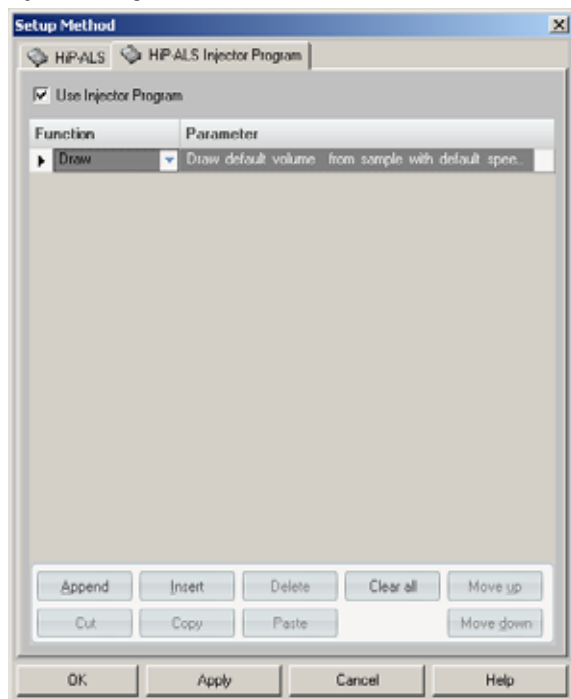 Setup Method
HiP-ALS HiP-ALS Injector Program
Use Injector Program
Function Parameter
Draw Draw default volume from sample with default spee..
Append Insert Delete Clear all Move up
Cut Copy Paste Move down
OK Apply Cancel Help